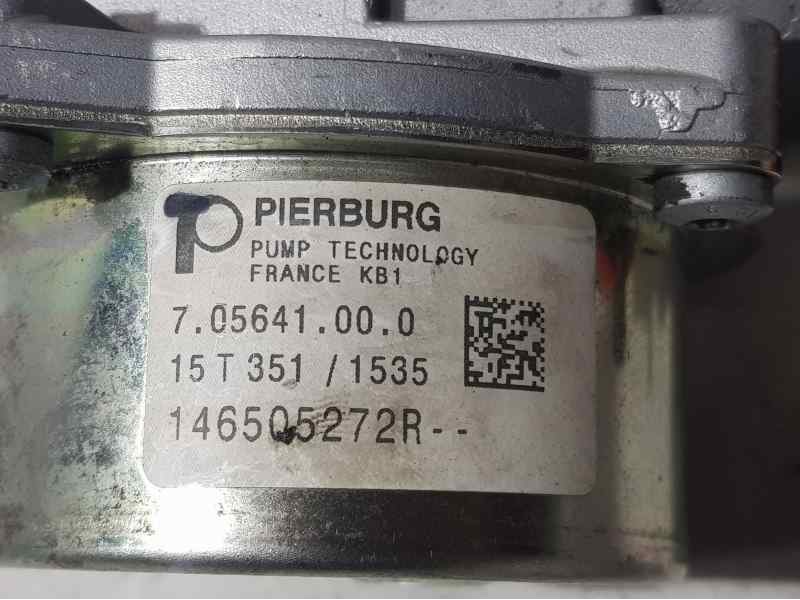 PIERBURG
PUMP TECHNOLOGY
FRANCE KB1
7.05641.00.0
15 T 351 / 1535
146505272R--